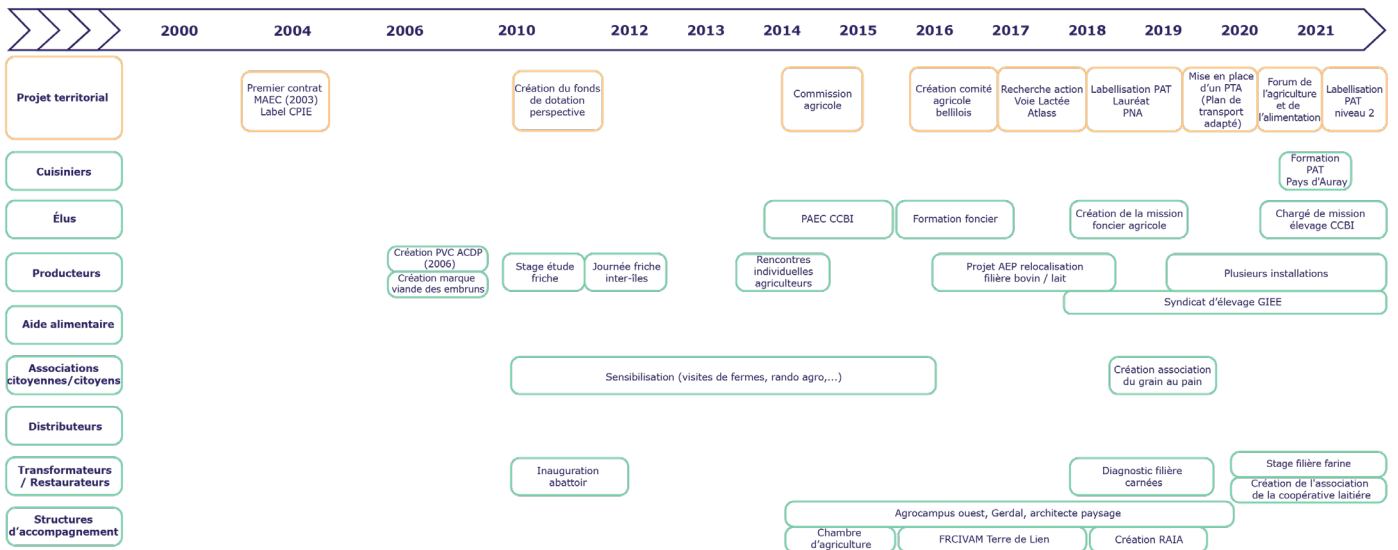 2000 2004 2006 2010 2012 2013 2014 2015 2016 2017 2018 2019 2020 2021
Projet territorial
Premier contrat
MAEC (2003)
Label CPIE
Création du fonds
de dotation
perspective
Commission
agricole
Création comité
agricole
bellilois
Recherche action
Voie Lactée
Atlass
Labellisation PAT
Lauréat
PNA
Mise en place
d'un PTA
(Plan de
transport
adapté)
Forum de
l'agriculture
et de
l'alimentation
Labellisation
PAT
niveau 2
Cuisiniers
Formation
PAT
Pays d'Auray
Élus
PAEC CCBI
Formation foncier
Création de la mission
foncier agricole
Chargé de mission
élevage CCBI
Producteurs
Création PVC ACDP
(2006)
Création marque
viande des embruns
Stage étude
friche
Journée friche
inter-îles
Rencontres
individuelles
agriculteurs
Projet AEP relocalisation
filière bovin / lait
Plusieurs installations
Syndicat d'élevage GIEE
Aide alimentaire
Associations
citoyennes/citoyens
Sensibilisation (visites de fermes, rando agro,...)
Création association
du grain au pain
Distributeurs
Transformateurs
/ Restaurateurs
Inauguration
abattoir
Diagnostic filière
carnées
Stage filière farine
Création de l'association
de la coopérative laitiére
Structures
d'accompagnement
Agrocampus ouest, Gerdal, architecte paysage
Chambre
d'agriculture
FRCIVAM Terre de Lien
Création RAIA